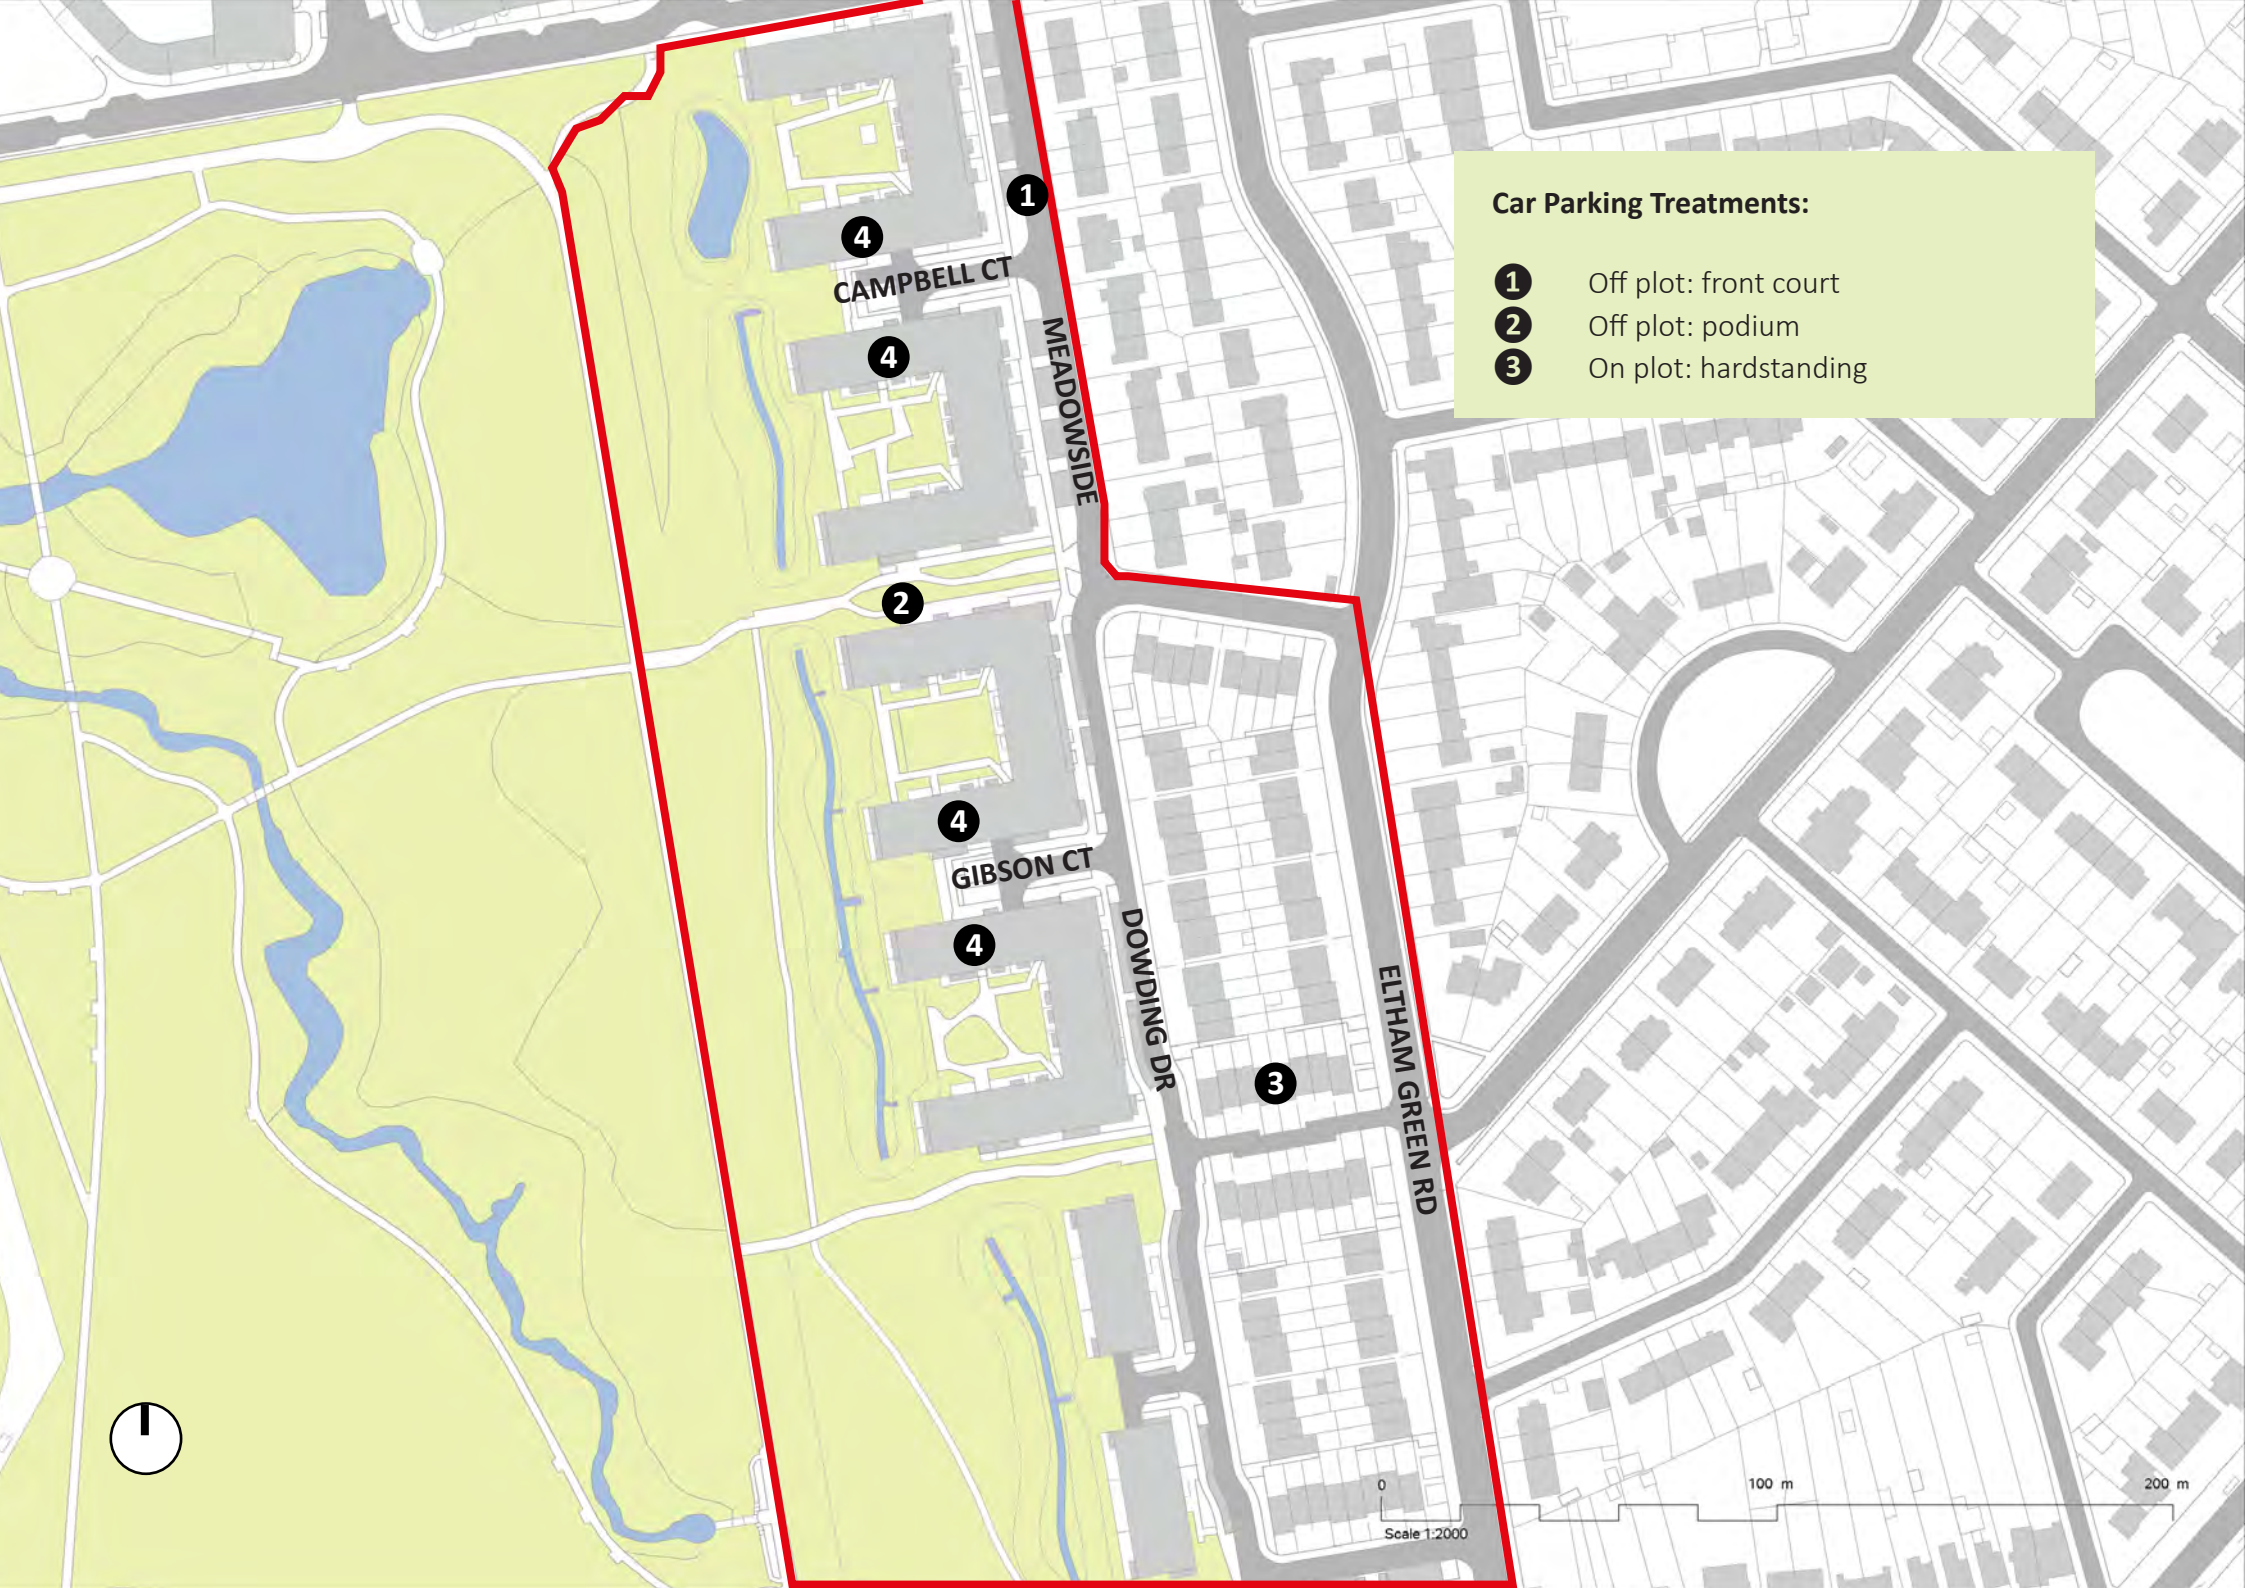 Car Parking Treatments:
1 Off plot: front court
2 Off plot: podium
3 On plot: hardstanding
1
4
CAMPBELL CT
4
MEADOWSIDE
2
4
GIBSON CT
4
DOWDING DR
ELTHAM GREEN RD
3
0 100 m 200 m
Scale 1:2000